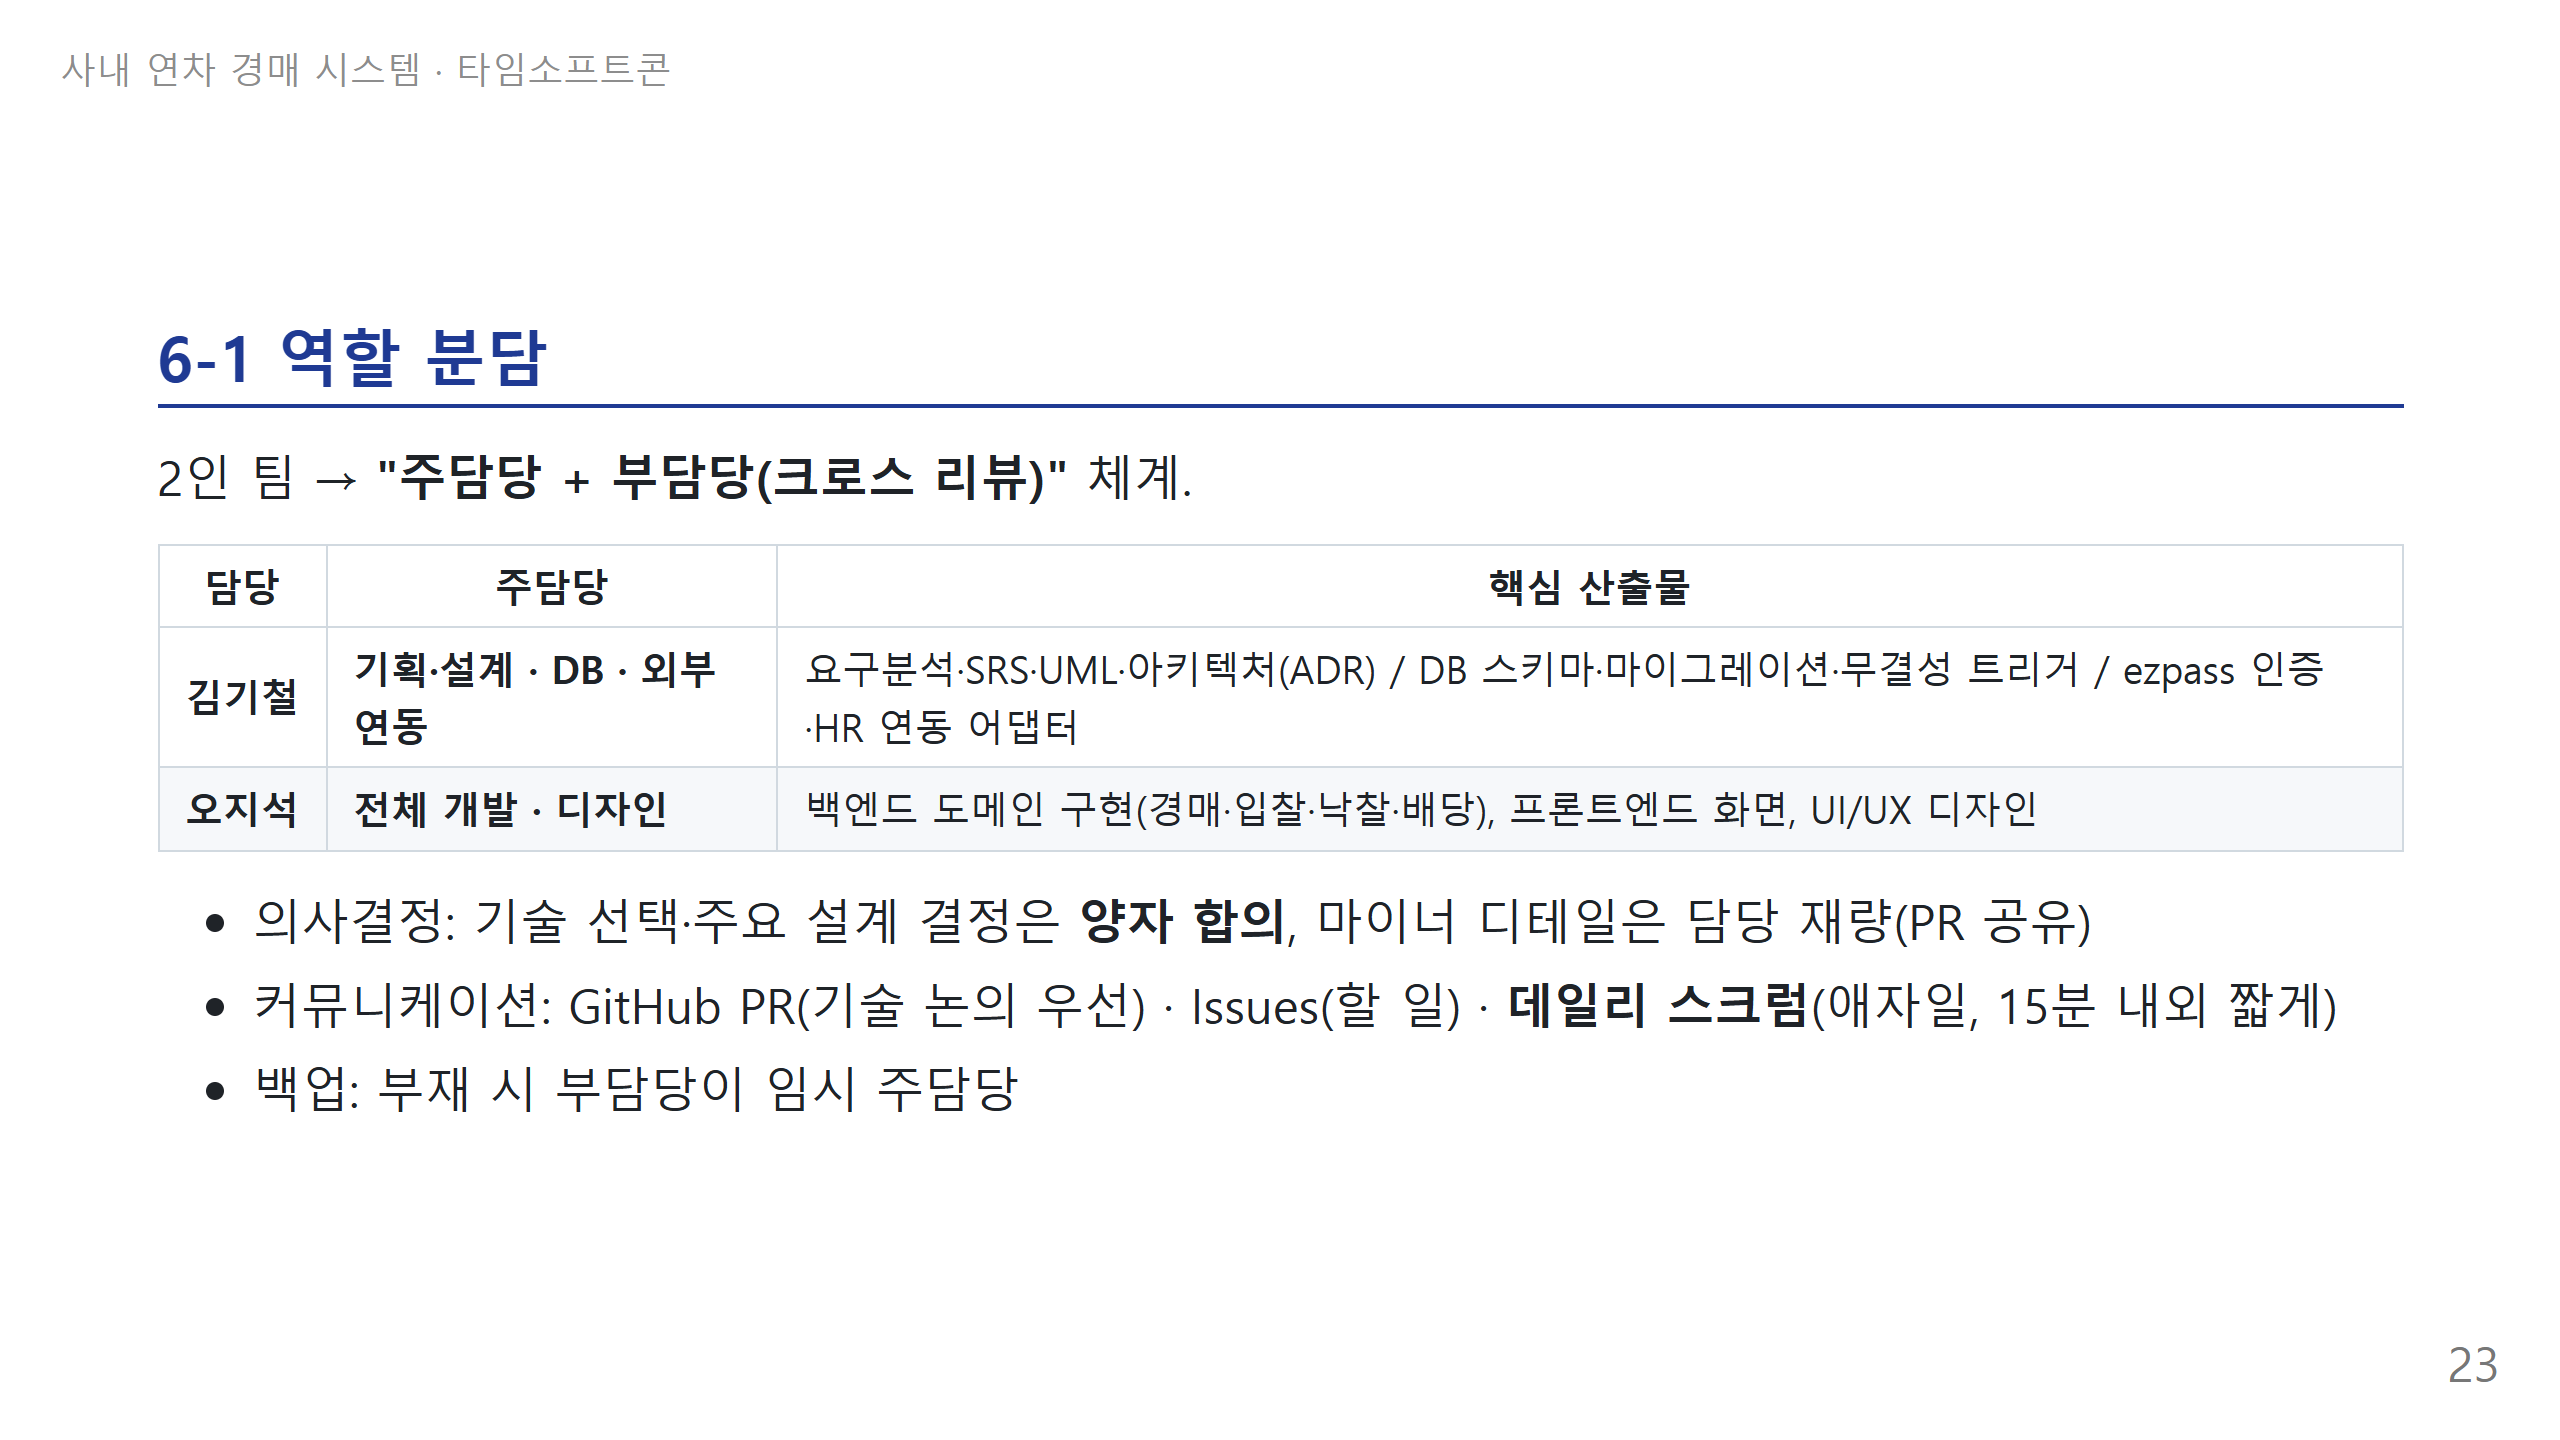 사내 연차 경매 시스템 · 타임소프트콘
6-1 역할 분담
2인 팀 → "주담당 + 부담당(크로스 리뷰)" 체계.
담당 주담당 핵심 산출물
김기철 기획·설계 · DB · 외부 연동 요구분석·SRS·UML·아키텍처(ADR) / DB 스키마·마이그레이션·무결성 트리거 / ezpass 인증·HR 연동 어댑터
오지석 전체 개발 · 디자인 백엔드 도메인 구현(경매·입찰·낙찰·배당), 프론트엔드 화면, UI/UX 디자인
• 의사결정: 기술 선택·주요 설계 결정은 양자 합의, 마이너 디테일은 담당 재량(PR 공유)
• 커뮤니케이션: GitHub PR(기술 논의 우선) · Issues(할 일) · 데일리 스크럼(애자일, 15분 내외 짧게)
• 백업: 부재 시 부담당이 임시 주담당
23